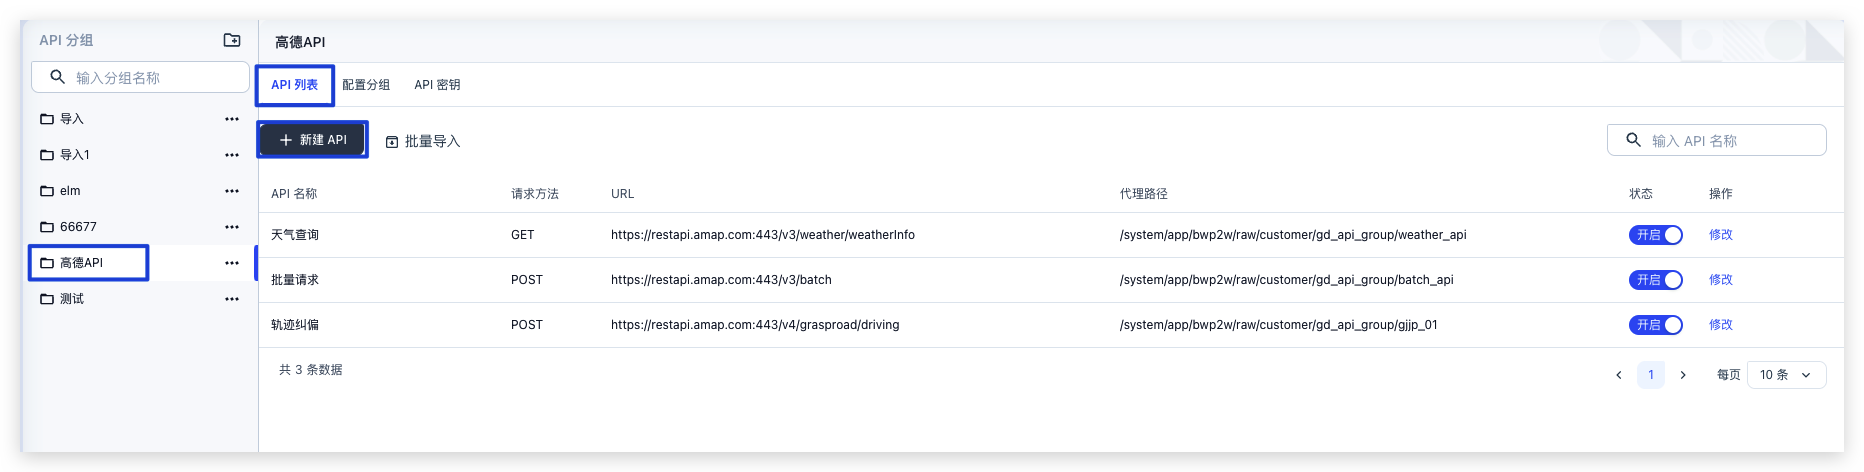 API 分组
输入分组名称
导入
导入1
elm
66677
高德API
测试
高德API
API 列表 配置分组 API 密钥
新建 API 批量导入 输入 API 名称
API 名称 请求方法 URL 代理路径 状态 操作
天气查询 GET https://restapi.amap.com:443/v3/weather/weatherInfo /system/app/bwp2w/raw/customer/gd_api_group/weather_api 开启 修改
批量请求 POST https://restapi.amap.com:443/v3/batch /system/app/bwp2w/raw/customer/gd_api_group/batch_api 开启 修改
轨迹纠偏 POST https://restapi.amap.com:443/v4/grasproad/driving /system/app/bwp2w/raw/customer/gd_api_group/gjjp_01 开启 修改
共 3 条数据 1 每页 10 条